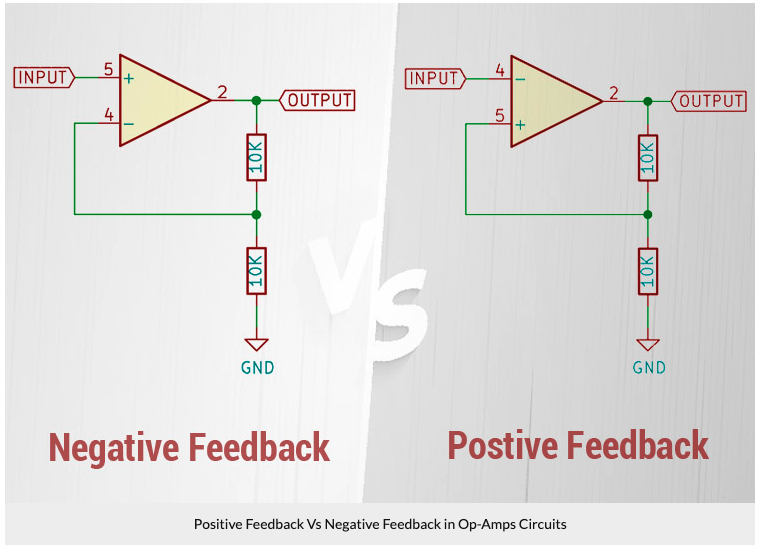 INPUT
5
+
4
−
2
OUTPUT
10K
10K
GND
Negative Feedback
VS
INPUT
4
−
5
+
2
OUTPUT
10K
10K
GND
Postive Feedback
Positive Feedback Vs Negative Feedback in Op-Amps Circuits